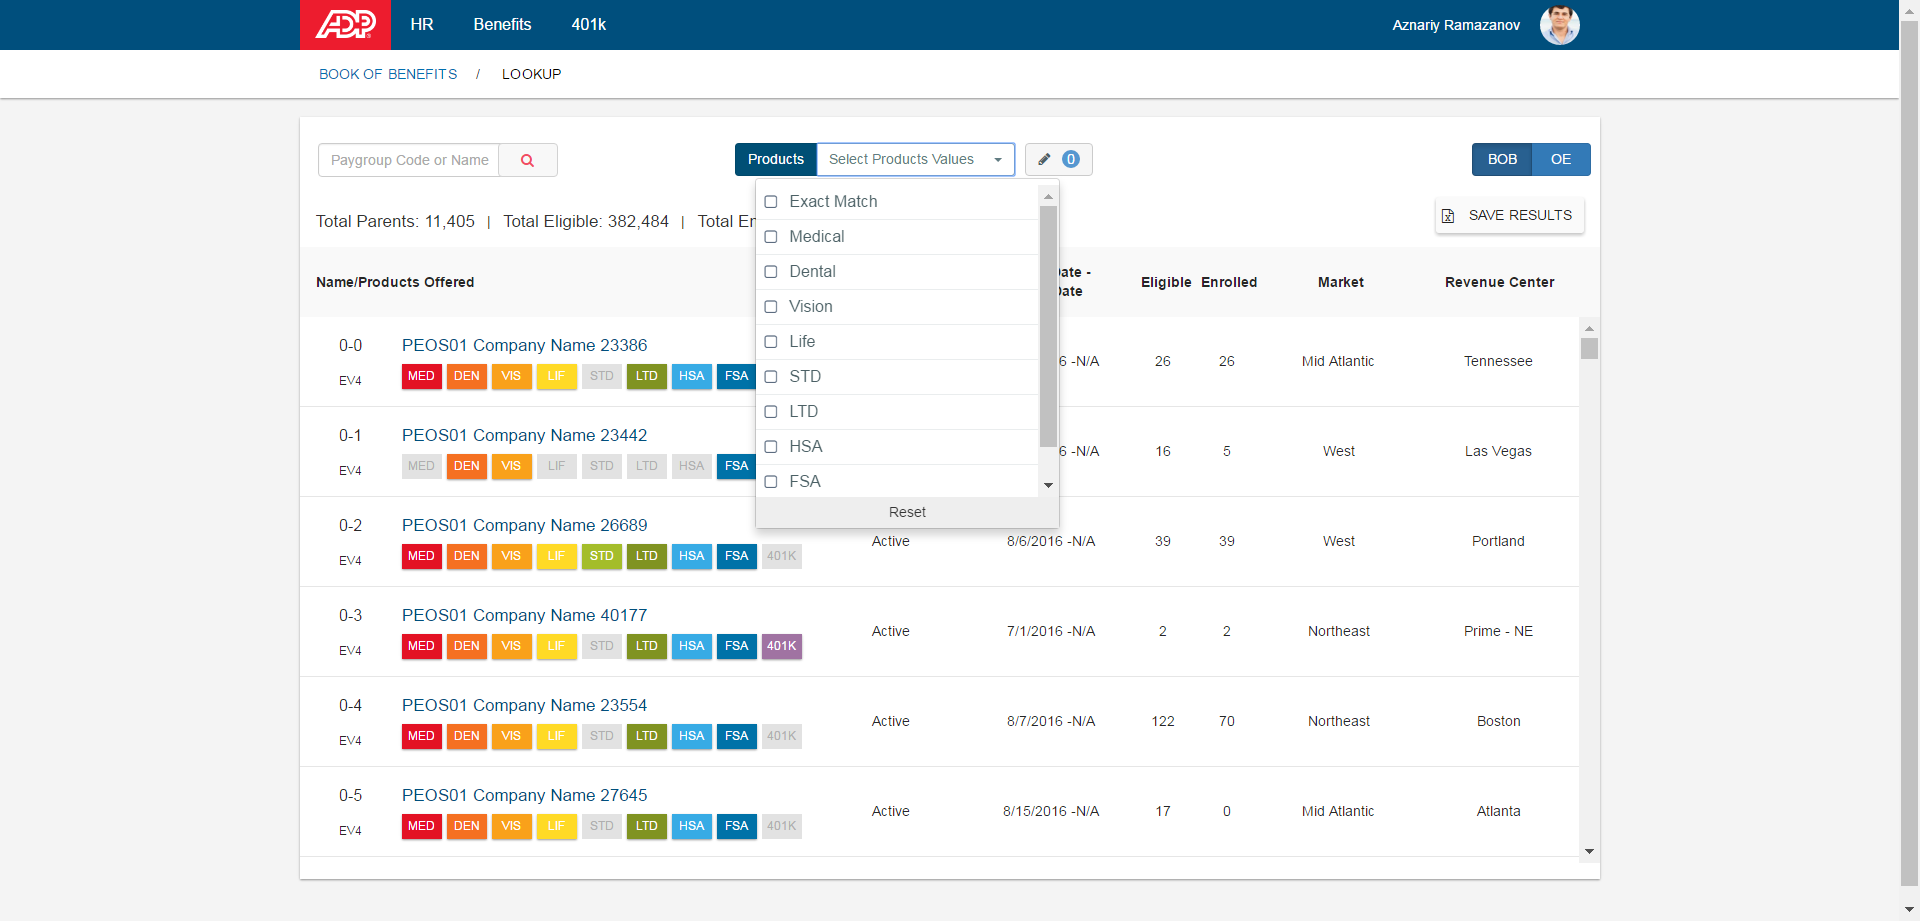 ADP HR Benefits 401k Aznariy Ramazanov
BOOK OF BENEFITS / LOOKUP
Paygroup Code or Name Products Select Products Values 0 BOB OE
Total Parents: 11,405 | Total Eligible: 382,484 | Total
SAVE RESULTS
Exact Match
Medical
Dental
Vision
Life
STD
LTD
HSA
FSA
Reset
Name/Products Offered Date - Eligible Enrolled Market Revenue Center
Date
0-0 PEOS01 Company Name 23386 -N/A 26 26 Mid Atlantic Tennessee
EV4 MED DEN VIS LIF STD LTD HSA FSA
0-1 PEOS01 Company Name 23442 -N/A 16 5 West Las Vegas
EV4 MED DEN VIS LIF STD LTD HSA FSA
0-2 PEOS01 Company Name 26689 Active 8/6/2016 -N/A 39 39 West Portland
EV4 MED DEN VIS LIF STD LTD HSA FSA 401K
0-3 PEOS01 Company Name 40177 Active 7/1/2016 -N/A 2 2 Northeast Prime - NE
EV4 MED DEN VIS LIF STD LTD HSA FSA 401K
0-4 PEOS01 Company Name 23554 Active 8/7/2016 -N/A 122 70 Northeast Boston
EV4 MED DEN VIS LIF STD LTD HSA FSA 401K
0-5 PEOS01 Company Name 27645 Active 8/15/2016 -N/A 17 0 Mid Atlantic Atlanta
EV4 MED DEN VIS LIF STD LTD HSA FSA 401K